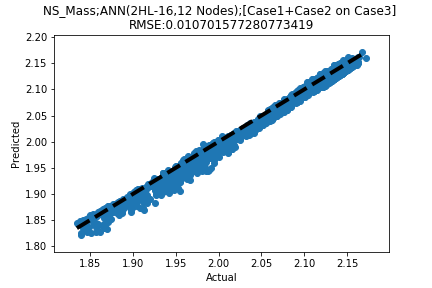 NS_Mass;ANN(2HL-16,12 Nodes);[Case1+Case2 on Case3]
RMSE:0.010701577280773419
2.20
2.15
2.10
2.05
2.00
1.95
1.90
1.85
1.80
Predicted
1.85 1.90 1.95 2.00 2.05 2.10 2.15
Actual